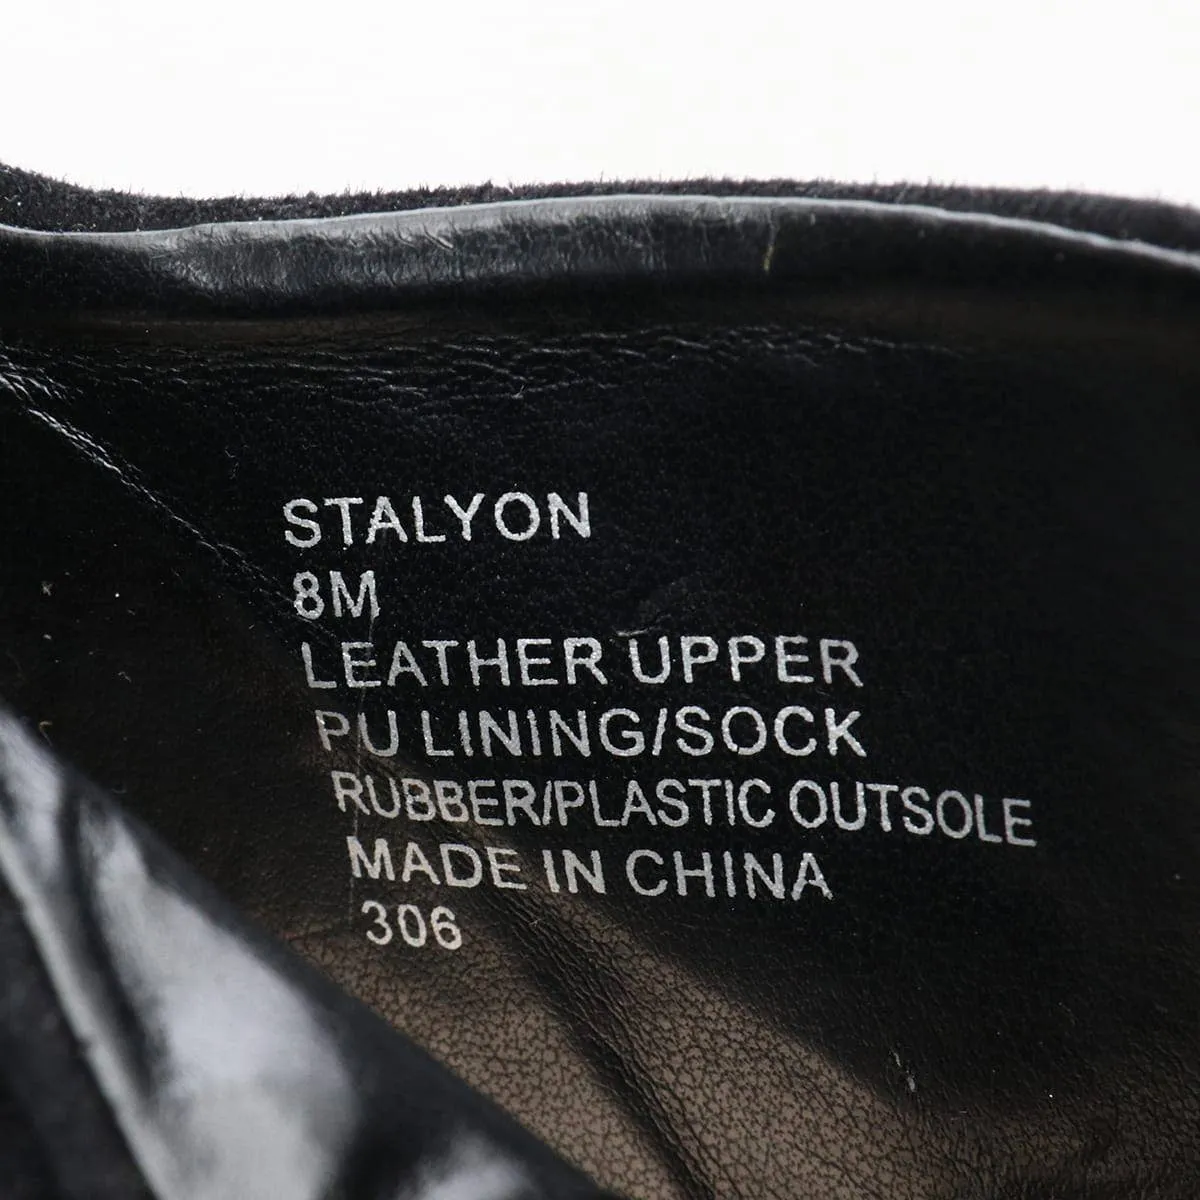 STALYON
8M
LEATHER UPPER
PU LINING/SOCK
RUBBER/PLASTIC OUTSOLE
MADE IN CHINA
306